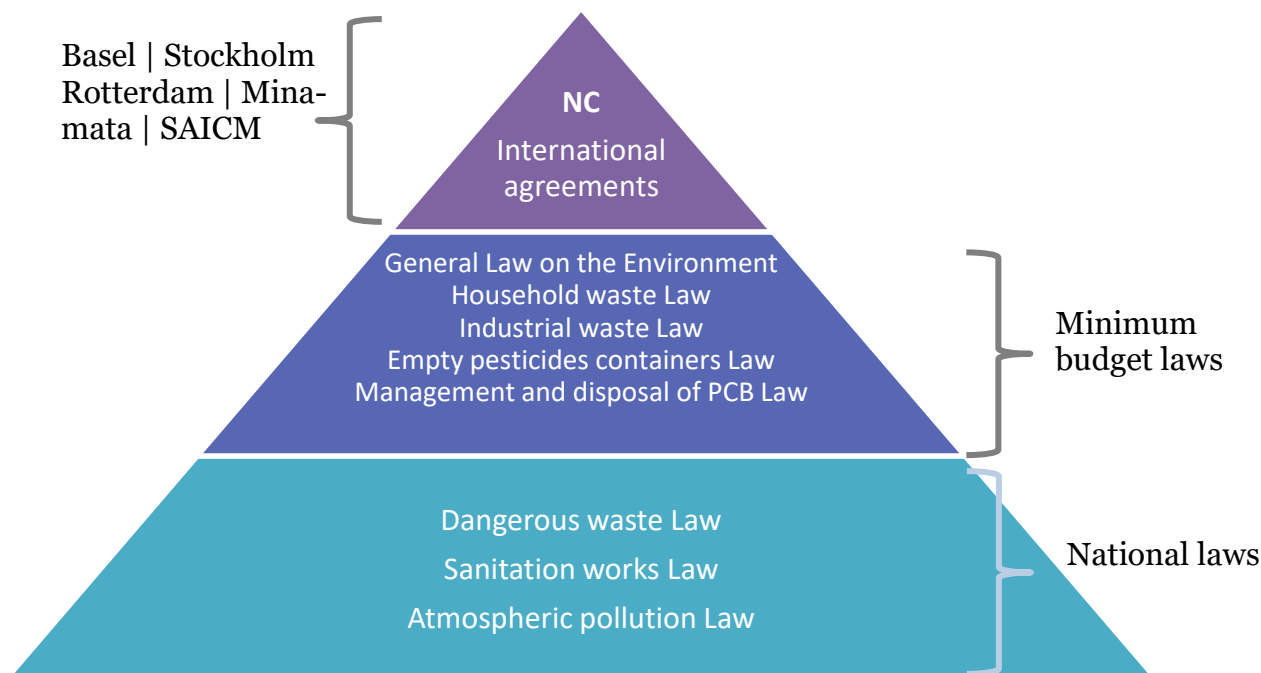 Basel | Stockholm
Rotterdam | Mina-
mata | SAICM
NC
International
agreements
General Law on the Environment
Household waste Law
Industrial waste Law
Empty pesticides containers Law
Management and disposal of PCB Law
Minimum
budget laws
Dangerous waste Law
Sanitation works Law
Atmospheric pollution Law
National laws